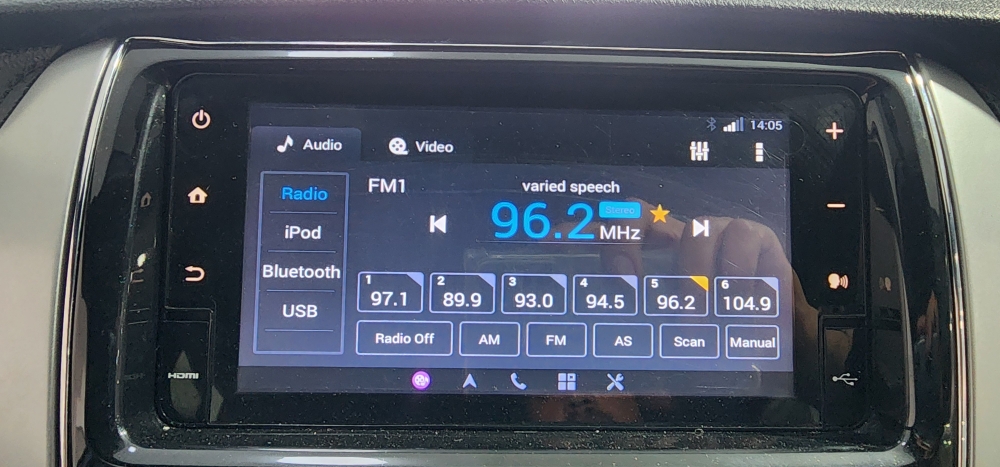 14:05
Audio
Video
Radio
iPod
Bluetooth
USB
FM1
varied speech
96.2 MHz
Stereo
1 97.1
2 89.9
3 93.0
4 94.5
5 96.2
6 104.9
Radio Off
AM
FM
AS
Scan
Manual
HDMI